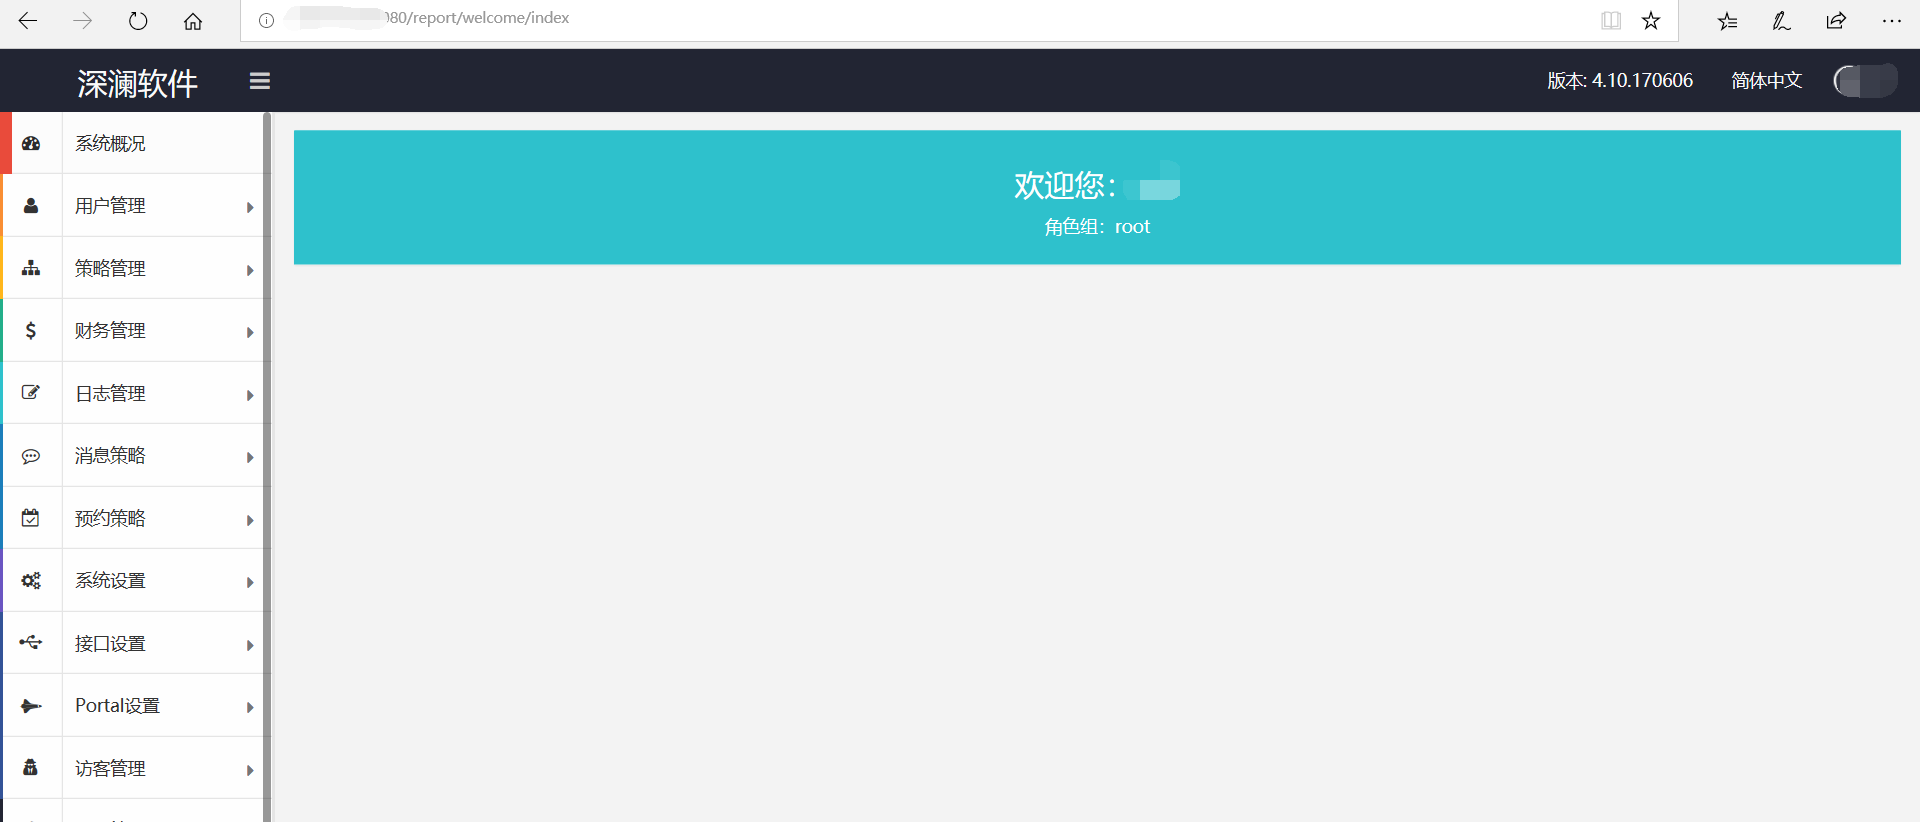 080/report/welcome/index
深澜软件
版本: 4.10.170606 简体中文
系统概况
用户管理
策略管理
财务管理
日志管理
消息策略
预约策略
系统设置
接口设置
Portal设置
访客管理
欢迎您：
角色组：root